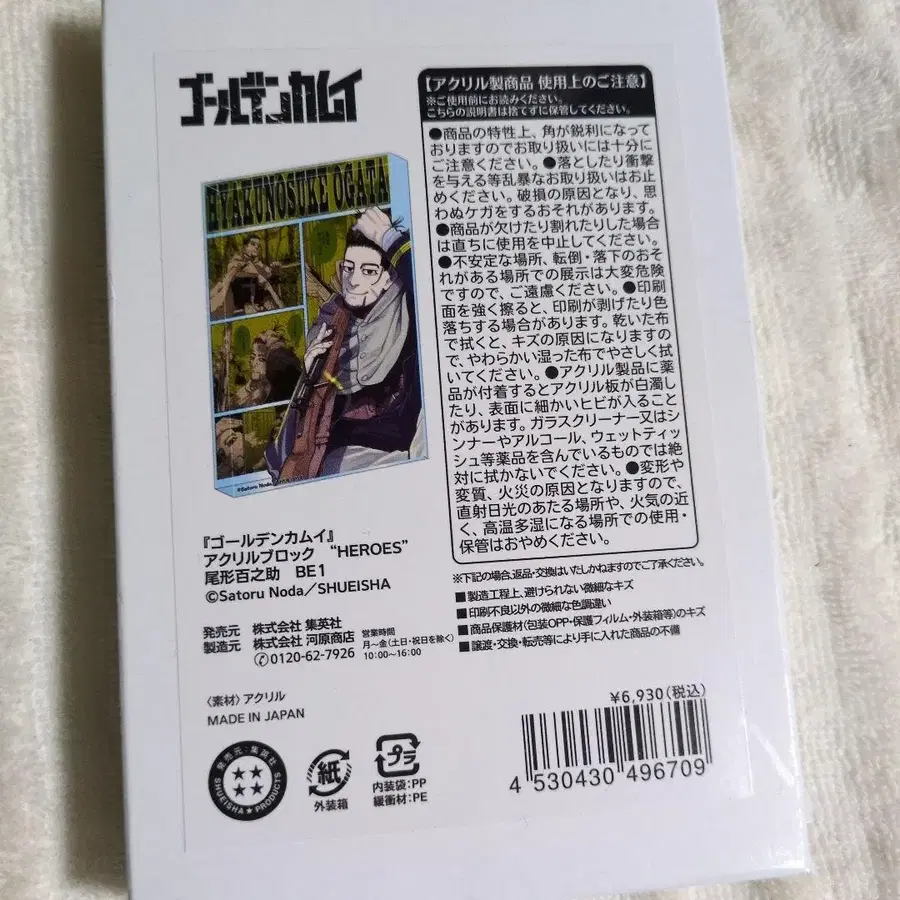 ゴールデンカムイ
HYAKUNOSUKE OGATA
©Satoru Noda
『ゴールデンカムイ』
アクリルブロック “HEROES”
尾形百之助 BE1
©Satoru Noda／SHUEISHA
発売元 株式会社 集英社
製造元 株式会社 河原商店
✆0120-62-7926
営業時間
月〜金(土日・祝日を除く)
10:00〜16:00
〈素材〉アクリル
MADE IN JAPAN
発売元:集英社
SHUEISHA★PRODUCTS
紙
外装箱
プラ
内装袋:PP
緩衝材:PE
【アクリル製商品 使用上のご注意】
※ご使用前にお読みください。
こちらの説明書は捨てずに保管してください。
●商品の特性上、角が鋭利になって
おりますのでお取り扱いには十分に
ご注意ください。●落としたり衝撃
を与える等乱暴なお取り扱いはお止
めください。破損の原因となり、思
わぬケガをするおそれがあります。
●商品が欠けたり割れたりした場合
は直ちに使用を中止してください。
●不安定な場所、転倒・落下のおそ
れがある場所での展示は大変危険
ですので、ご遠慮ください。●印刷
面を強く擦ると、印刷が剥げたり色
落ちする場合があります。乾いた布
で拭くと、キズの原因になりますの
で、やわらかい湿った布でやさしく拭
いてください。●アクリル製品に薬
品が付着するとアクリル板が白濁し
たり、表面に細かいヒビが入ること
があります。ガラスクリーナー又はシ
ンナーやアルコール、ウェットティッ
シュ等薬品を含んでいるものでは絶
対に拭かないでください。●変形や
変質、火災の原因となりますので、
直射日光のあたる場所や、火気の近
く、高温多湿になる場所での使用・
保管はおやめください。
※下記の場合、返品・交換はいたしかねますのでご了承ください。
■製造工程上、避けられない微細なキズ
■印刷不良以外の微細な色調違い
■商品保護材(包装OPP・保護フィルム・外装箱等)のキズ
■譲渡・交換・転売等により手に入れた商品の不備
¥6,930(税込)
4 530430 496709